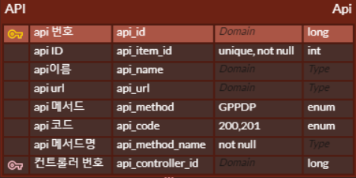 API Api
api 번호 api_id Domain long
api ID api_item_id unique, not null int
api이름 api_name Domain Type
api url api_url Domain Type
api 메서드 api_method GPPDP enum
api 코드 api_code 200,201 enum
api 메서드명 api_method_name not null Type
컨트롤러 번호 api_controller_id Domain long